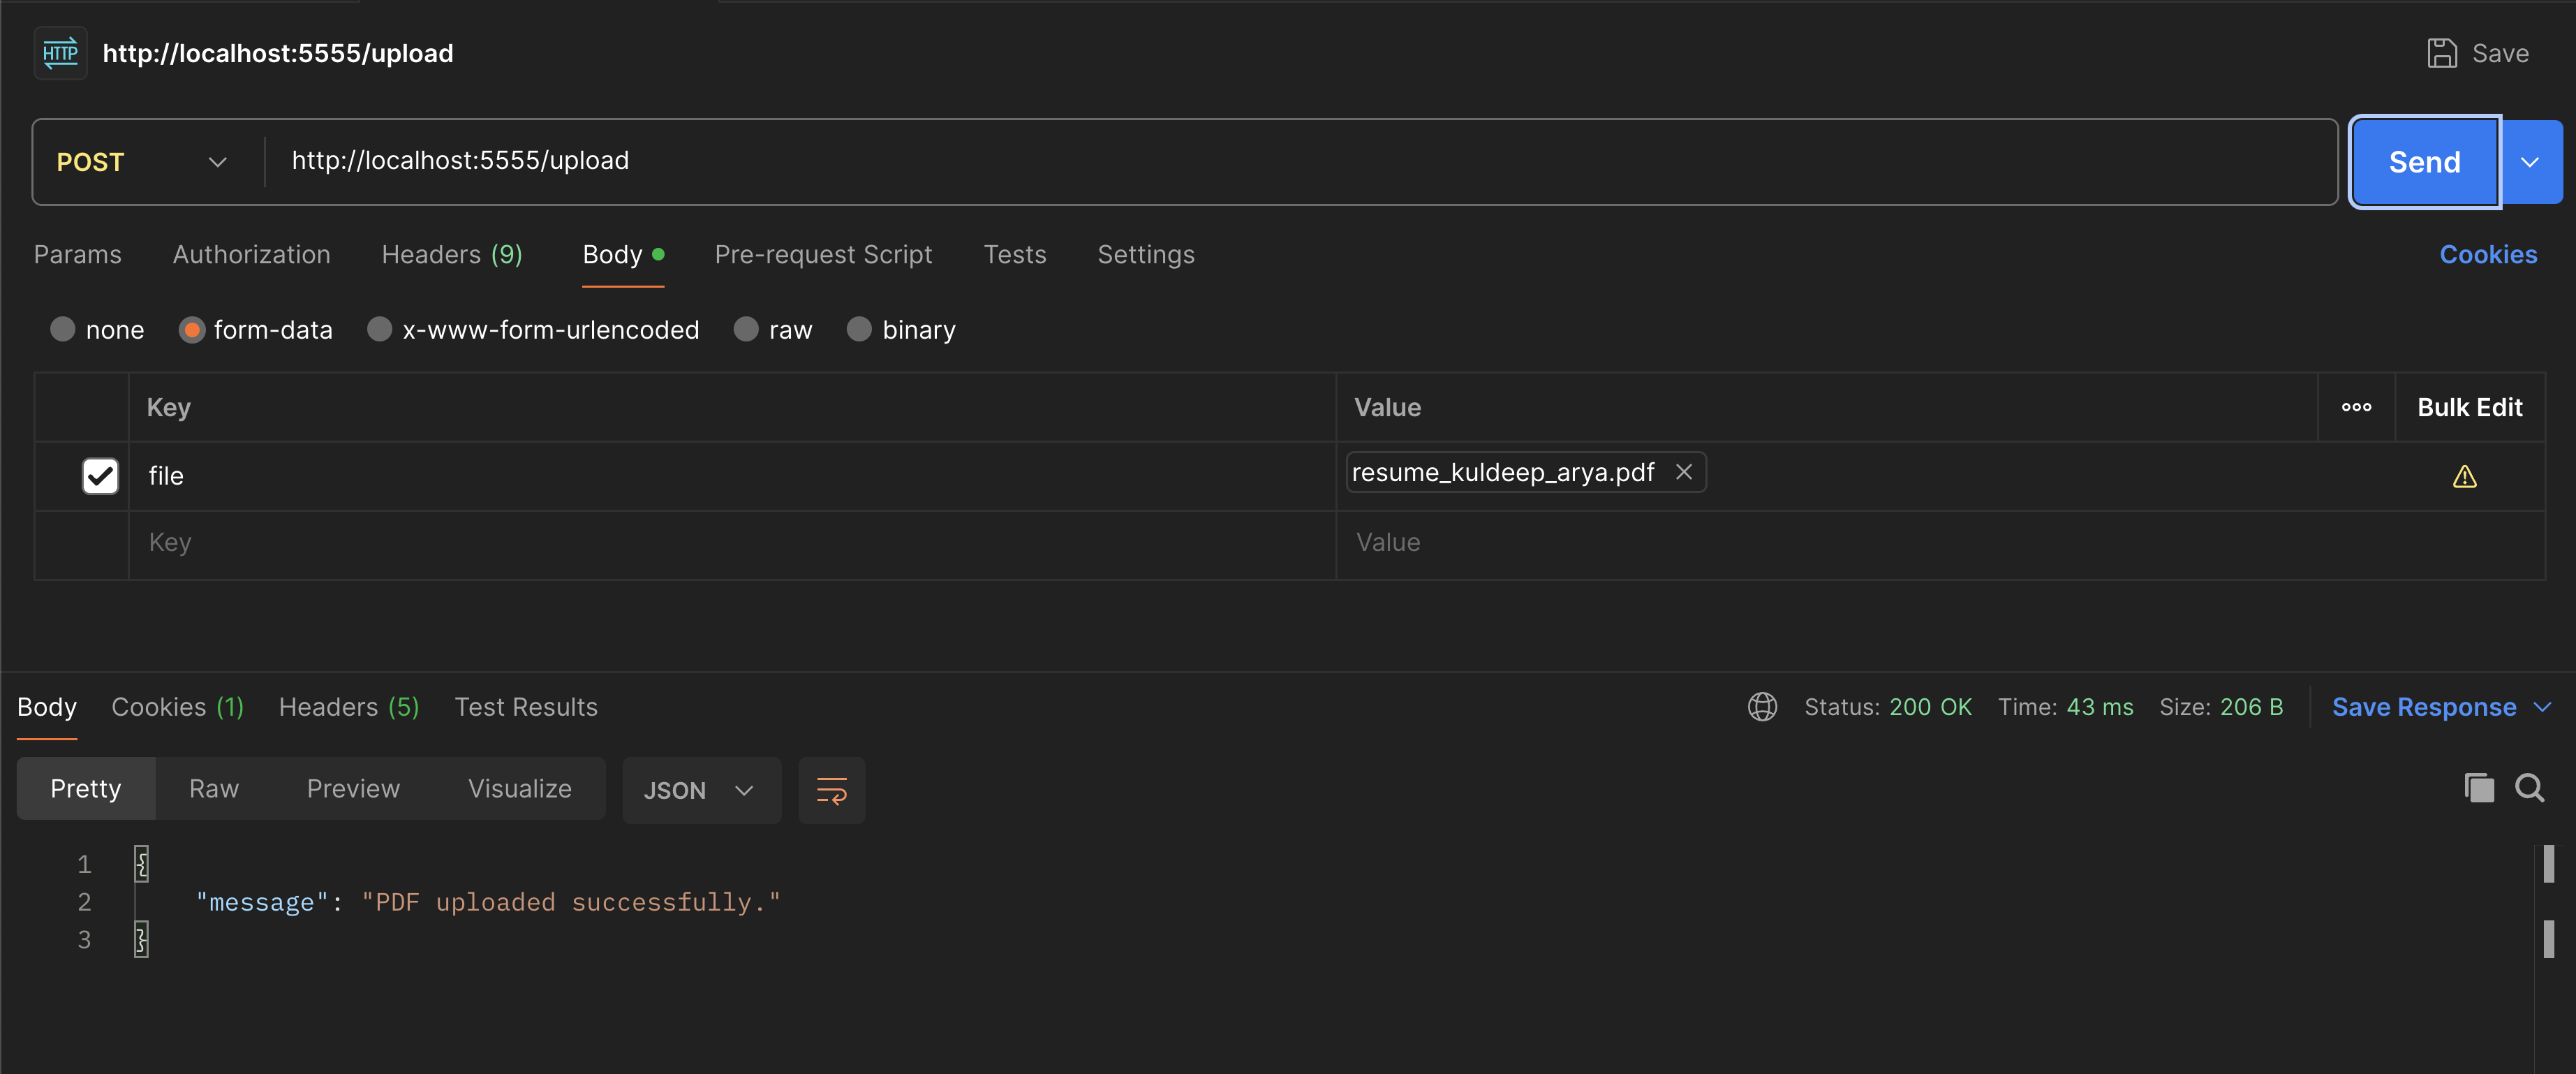 HTTP http://localhost:5555/upload Save
POST http://localhost:5555/upload Send
Params Authorization Headers (9) Body Pre-request Script Tests Settings Cookies
none form-data x-www-form-urlencoded raw binary
Key Value Bulk Edit
file resume_kuldeep_arya.pdf
Key Value
Body Cookies (1) Headers (5) Test Results Status: 200 OK Time: 43 ms Size: 206 B Save Response
Pretty Raw Preview Visualize JSON
1 {
2 "message": "PDF uploaded successfully."
3 }